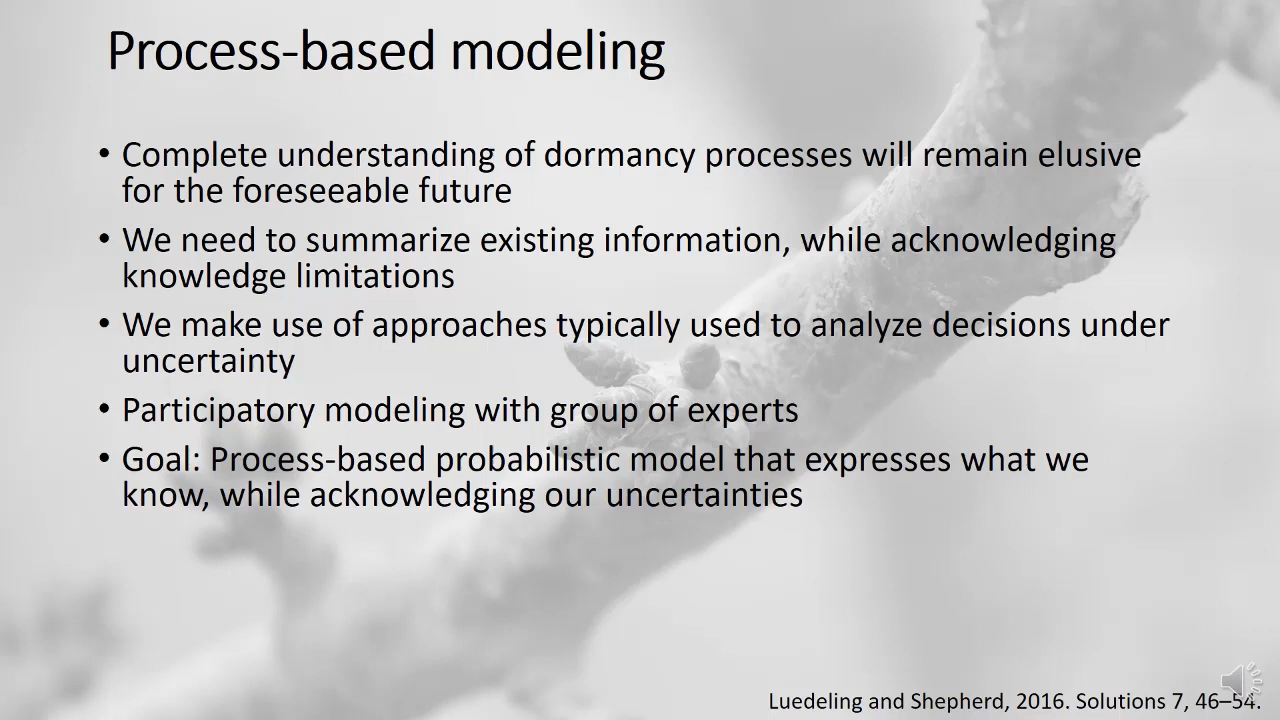 Process-based modeling
• Complete understanding of dormancy processes will remain elusive
for the foreseeable future
• We need to summarize existing information, while acknowledging
knowledge limitations
• We make use of approaches typically used to analyze decisions under
uncertainty
• Participatory modeling with group of experts
• Goal: Process-based probabilistic model that expresses what we
know, while acknowledging our uncertainties
Luedeling and Shepherd, 2016. Solutions 7, 46–54.